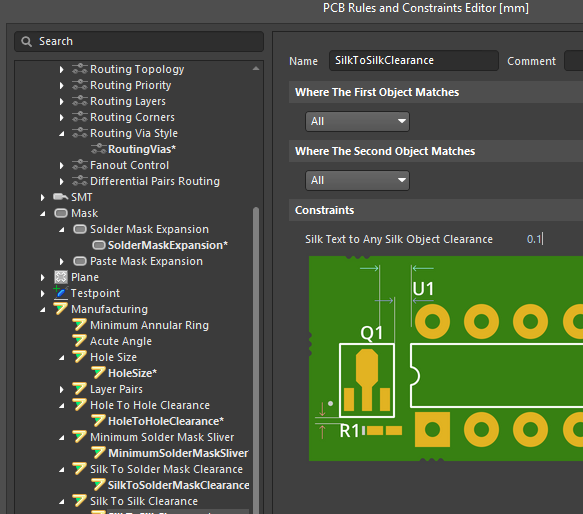 PCB Rules and Constraints Editor [mm]
Search
Routing Topology
Routing Priority
Routing Layers
Routing Corners
Routing Via Style
RoutingVias*
Fanout Control
Differential Pairs Routing
SMT
Mask
Solder Mask Expansion
SolderMaskExpansion*
Paste Mask Expansion
Plane
Testpoint
Manufacturing
Minimum Annular Ring
Acute Angle
Hole Size
HoleSize*
Layer Pairs
Hole To Hole Clearance
HoleToHoleClearance*
Minimum Solder Mask Sliver
MinimumSolderMaskSliver
Silk To Solder Mask Clearance
SilkToSolderMaskClearance
Silk To Silk Clearance
Name SilkToSilkClearance Comment
Where The First Object Matches
All
Where The Second Object Matches
All
Constraints
Silk Text to Any Silk Object Clearance 0.1
U1
Q1
R1